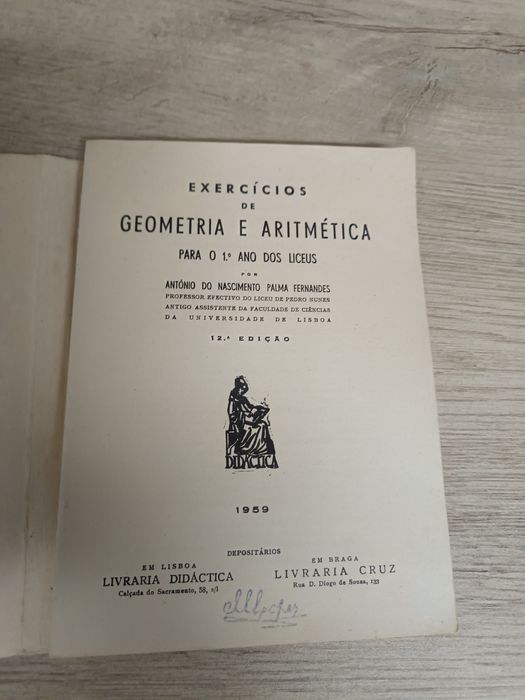 EXERCÍCIOS
DE
GEOMETRIA E ARITMÉTICA
PARA O 1.º ANO DOS LICEUS
POR
ANTÓNIO DO NASCIMENTO PALMA FERNANDES
PROFESSOR EFECTIVO DO LICEU DE PEDRO NUNES
ANTIGO ASSISTENTE DA FACULDADE DE CIÊNCIAS
DA UNIVERSIDADE DE LISBOA
12.ª EDIÇÃO
DIDÁCTICA
1959
DEPOSITÁRIOS
EM LISBOA
LIVRARIA DIDÁCTICA
Calçada do Sacramento, 58, s/l
EM BRAGA
LIVRARIA CRUZ
Rua D. Diogo de Sousa, 133